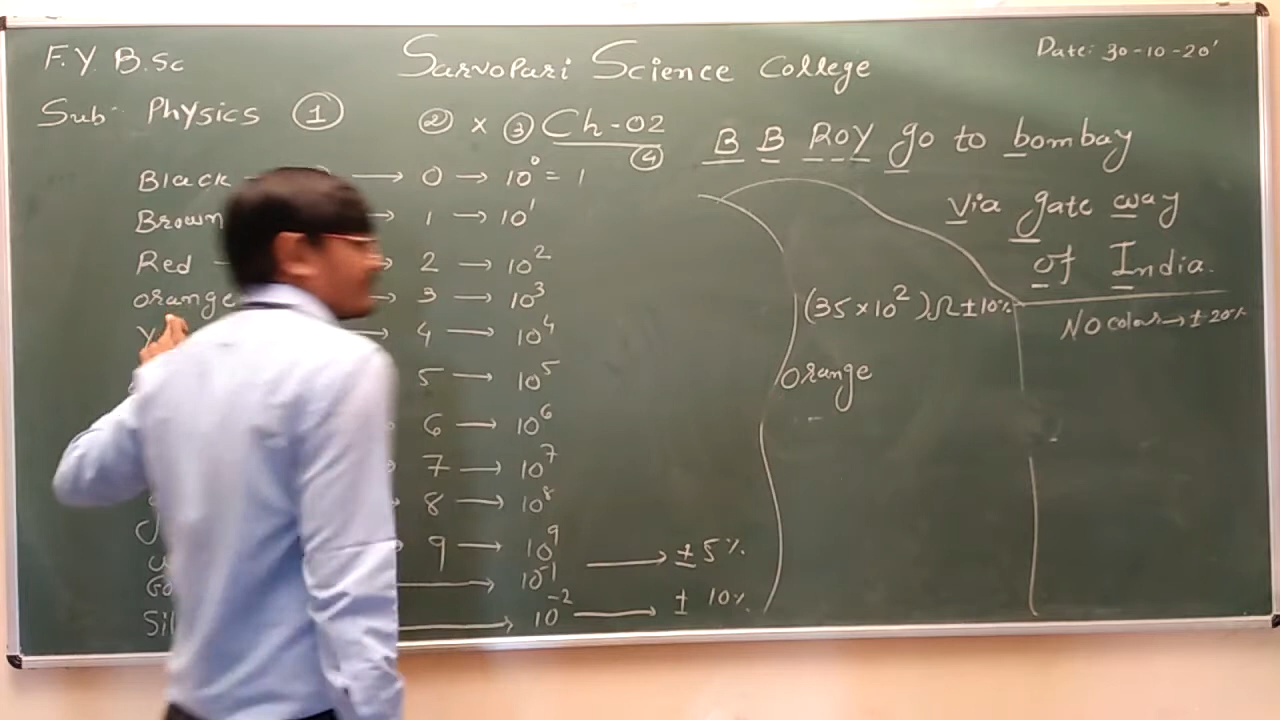 F.Y. B.Sc
Sarvopari Science College
Date: 30-10-20'
Sub: Physics ①
② × ③ Ch-02
④
B B ROY go to bombay
via gate way
of India.
Black → 0 → 10⁰ = 1
Brown → 1 → 10¹
Red → 2 → 10²
Orange → 3 → 10³
Y → 4 → 10⁴
5 → 10⁵
6 → 10⁶
7 → 10⁷
8 → 10⁸
9 → 10⁹
Go → 10⁻¹ → ± 5%
Sil → 10⁻² → ± 10%
(35 × 10²) Ω ± 10%
Orange
No colour → ± 20%